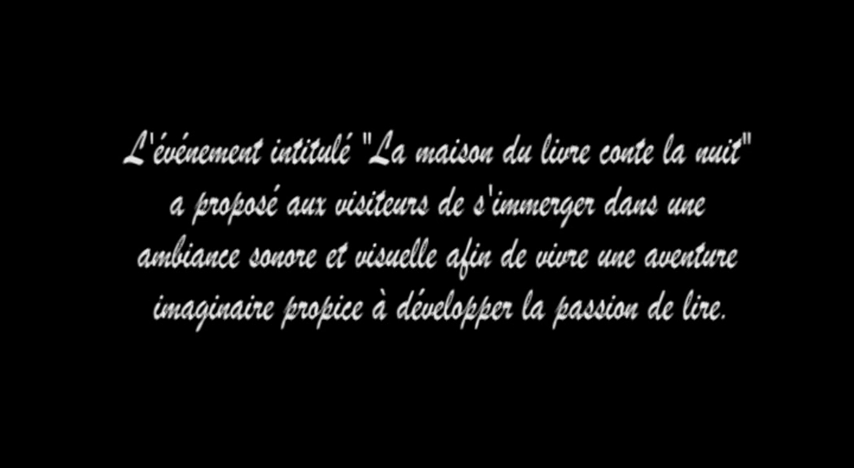 L'événement intitulé "La maison du livre conte la nuit"
a proposé aux visiteurs de s'immerger dans une
ambiance sonore et visuelle afin de vivre une aventure
imaginaire propice à développer la passion de lire.